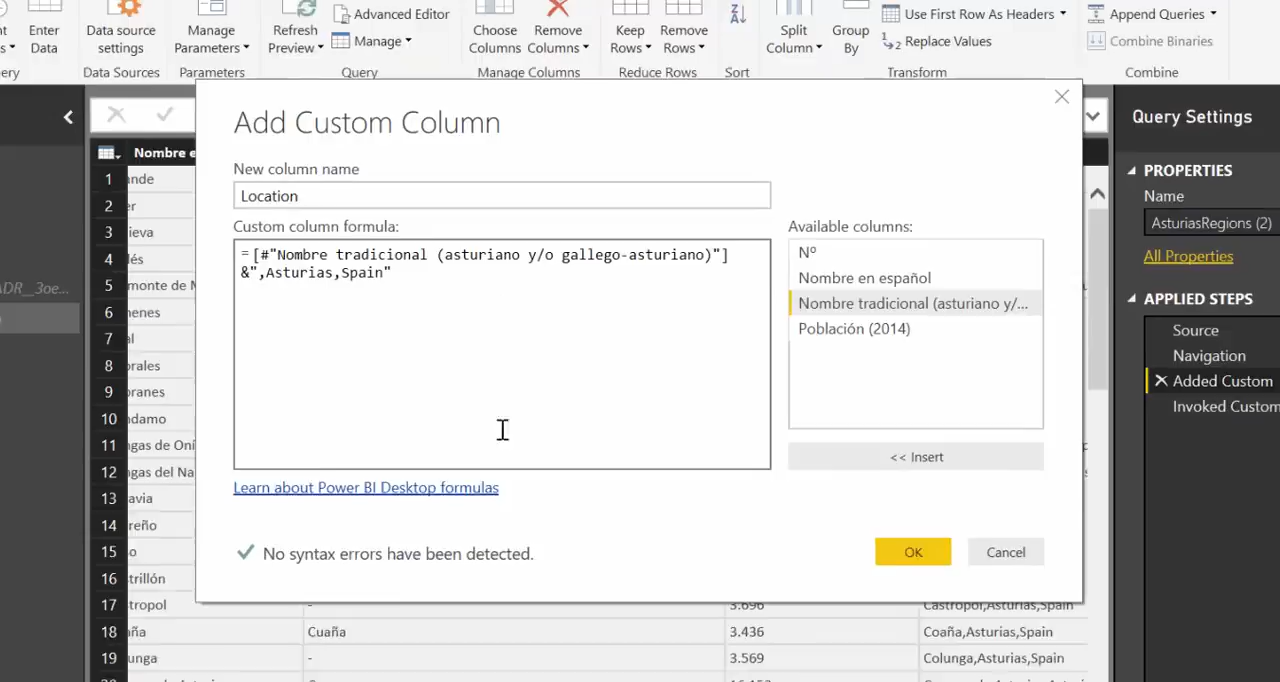 Enter Data
Data source settings
Data Sources
Manage Parameters
Parameters
Refresh Preview
Advanced Editor
Manage
Query
Choose Columns
Remove Columns
Manage Columns
Keep Rows
Remove Rows
Reduce Rows
Sort
Split Column
Group By
Use First Row As Headers
Replace Values
Transform
Append Queries
Combine Binaries
Combine
Add Custom Column
New column name
Location
Custom column formula:
=[#"Nombre tradicional (asturiano y/o gallego-asturiano)"]
&",Asturias,Spain"
Available columns:
Nº
Nombre en español
Nombre tradicional (asturiano y/...
Población (2014)
<< Insert
Learn about Power BI Desktop formulas
No syntax errors have been detected.
OK
Cancel
Query Settings
PROPERTIES
Name
AsturiasRegions (2)
All Properties
APPLIED STEPS
Source
Navigation
Added Custom
Invoked Custom
Nombre e
1
2
3
4
5
6
7
8
9
10
11
12
13
14
15
16
17 3.696 Castropol,Asturias,Spain
18 Cuaña 3.436 Coaña,Asturias,Spain
19 - 3.569 Colunga,Asturias,Spain